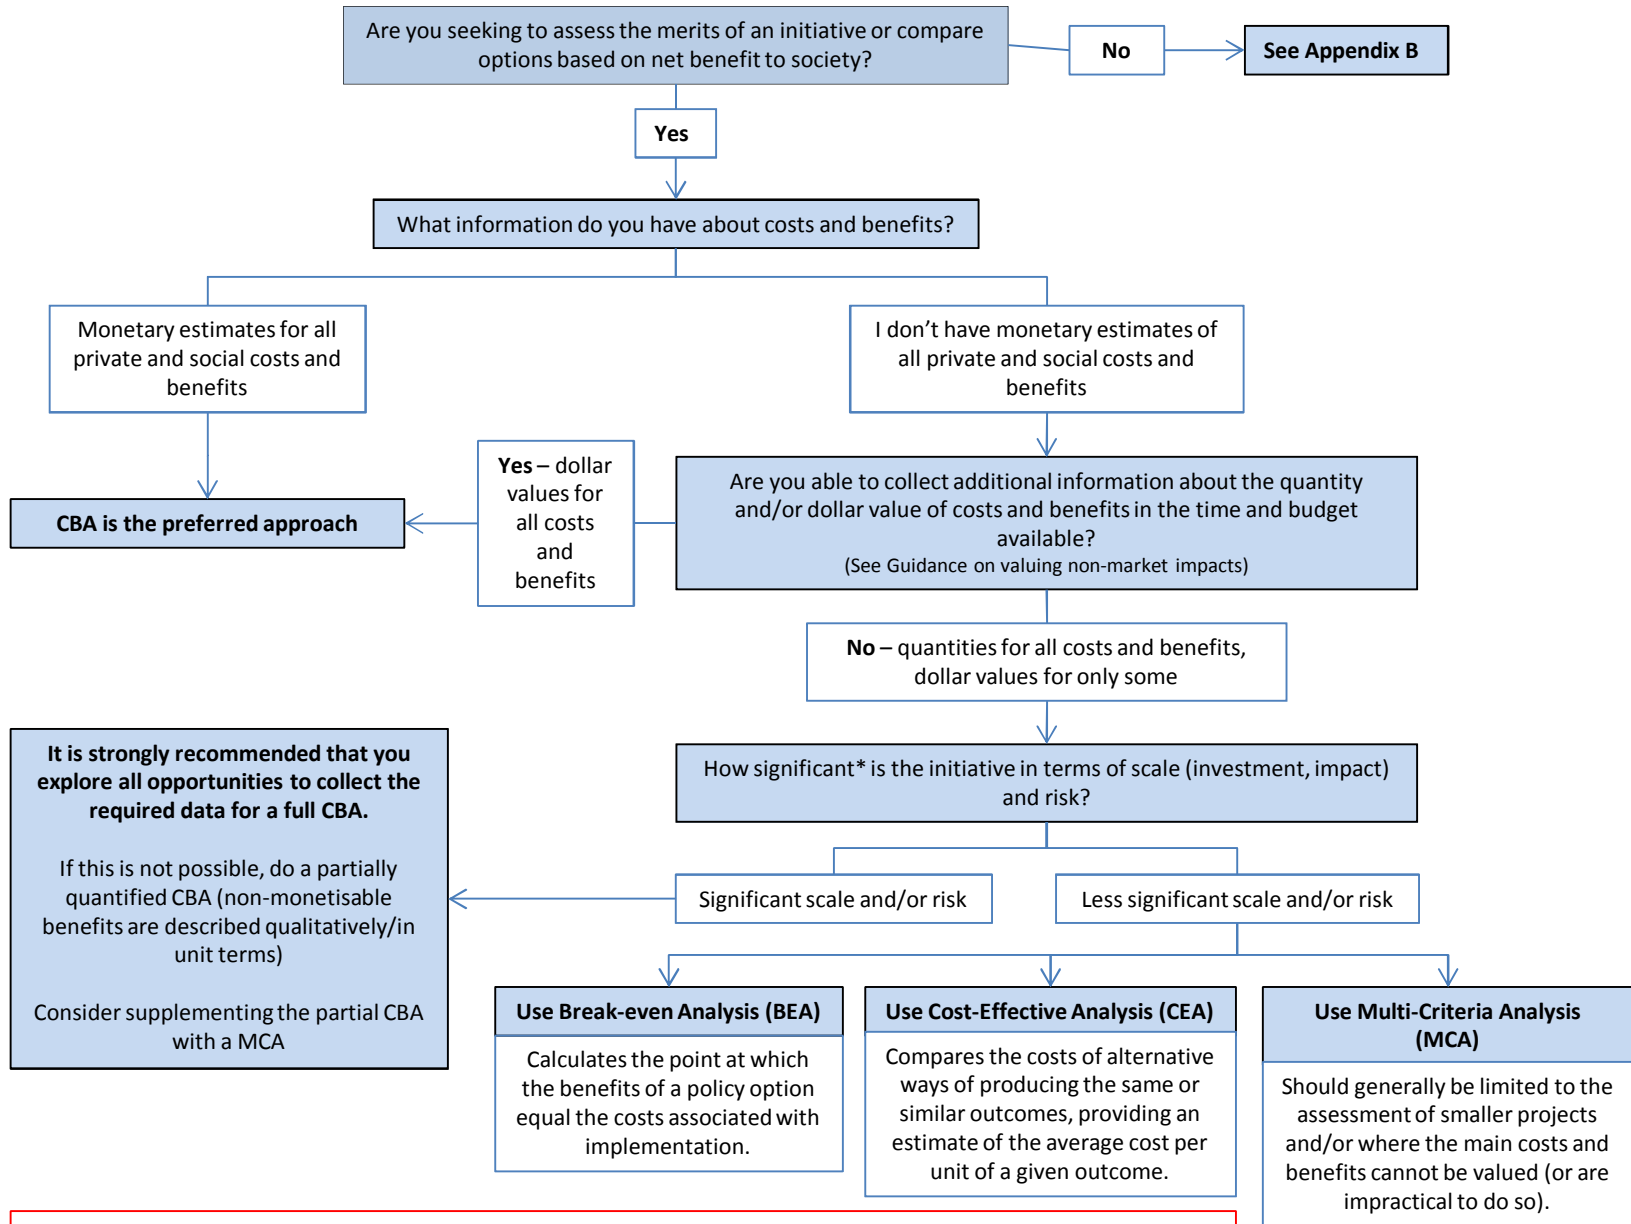 Are you seeking to assess the merits of an initiative or compare
options based on net benefit to society?
No
See Appendix B
Yes
What information do you have about costs and benefits?
Monetary estimates for all
private and social costs and
benefits
I don’t have monetary estimates of
all private and social costs and
benefits
CBA is the preferred approach
Yes – dollar
values for
all costs
and
benefits
Are you able to collect additional information about the quantity
and/or dollar value of costs and benefits in the time and budget
available?
(See Guidance on valuing non-market impacts)
No – quantities for all costs and benefits,
dollar values for only some
It is strongly recommended that you
explore all opportunities to collect the
required data for a full CBA.
If this is not possible, do a partially
quantified CBA (non-monetisable
benefits are described qualitatively/in
unit terms)
Consider supplementing the partial CBA
with a MCA
How significant* is the initiative in terms of scale (investment, impact)
and risk?
Significant scale and/or risk
Less significant scale and/or risk
Use Break-even Analysis (BEA)
Calculates the point at which
the benefits of a policy option
equal the costs associated with
implementation.
Use Cost-Effective Analysis (CEA)
Compares the costs of alternative
ways of producing the same or
similar outcomes, providing an
estimate of the average cost per
unit of a given outcome.
Use Multi-Criteria Analysis
(MCA)
Should generally be limited to the
assessment of smaller projects
and/or where the main costs and
benefits cannot be valued (or are
impractical to do so).